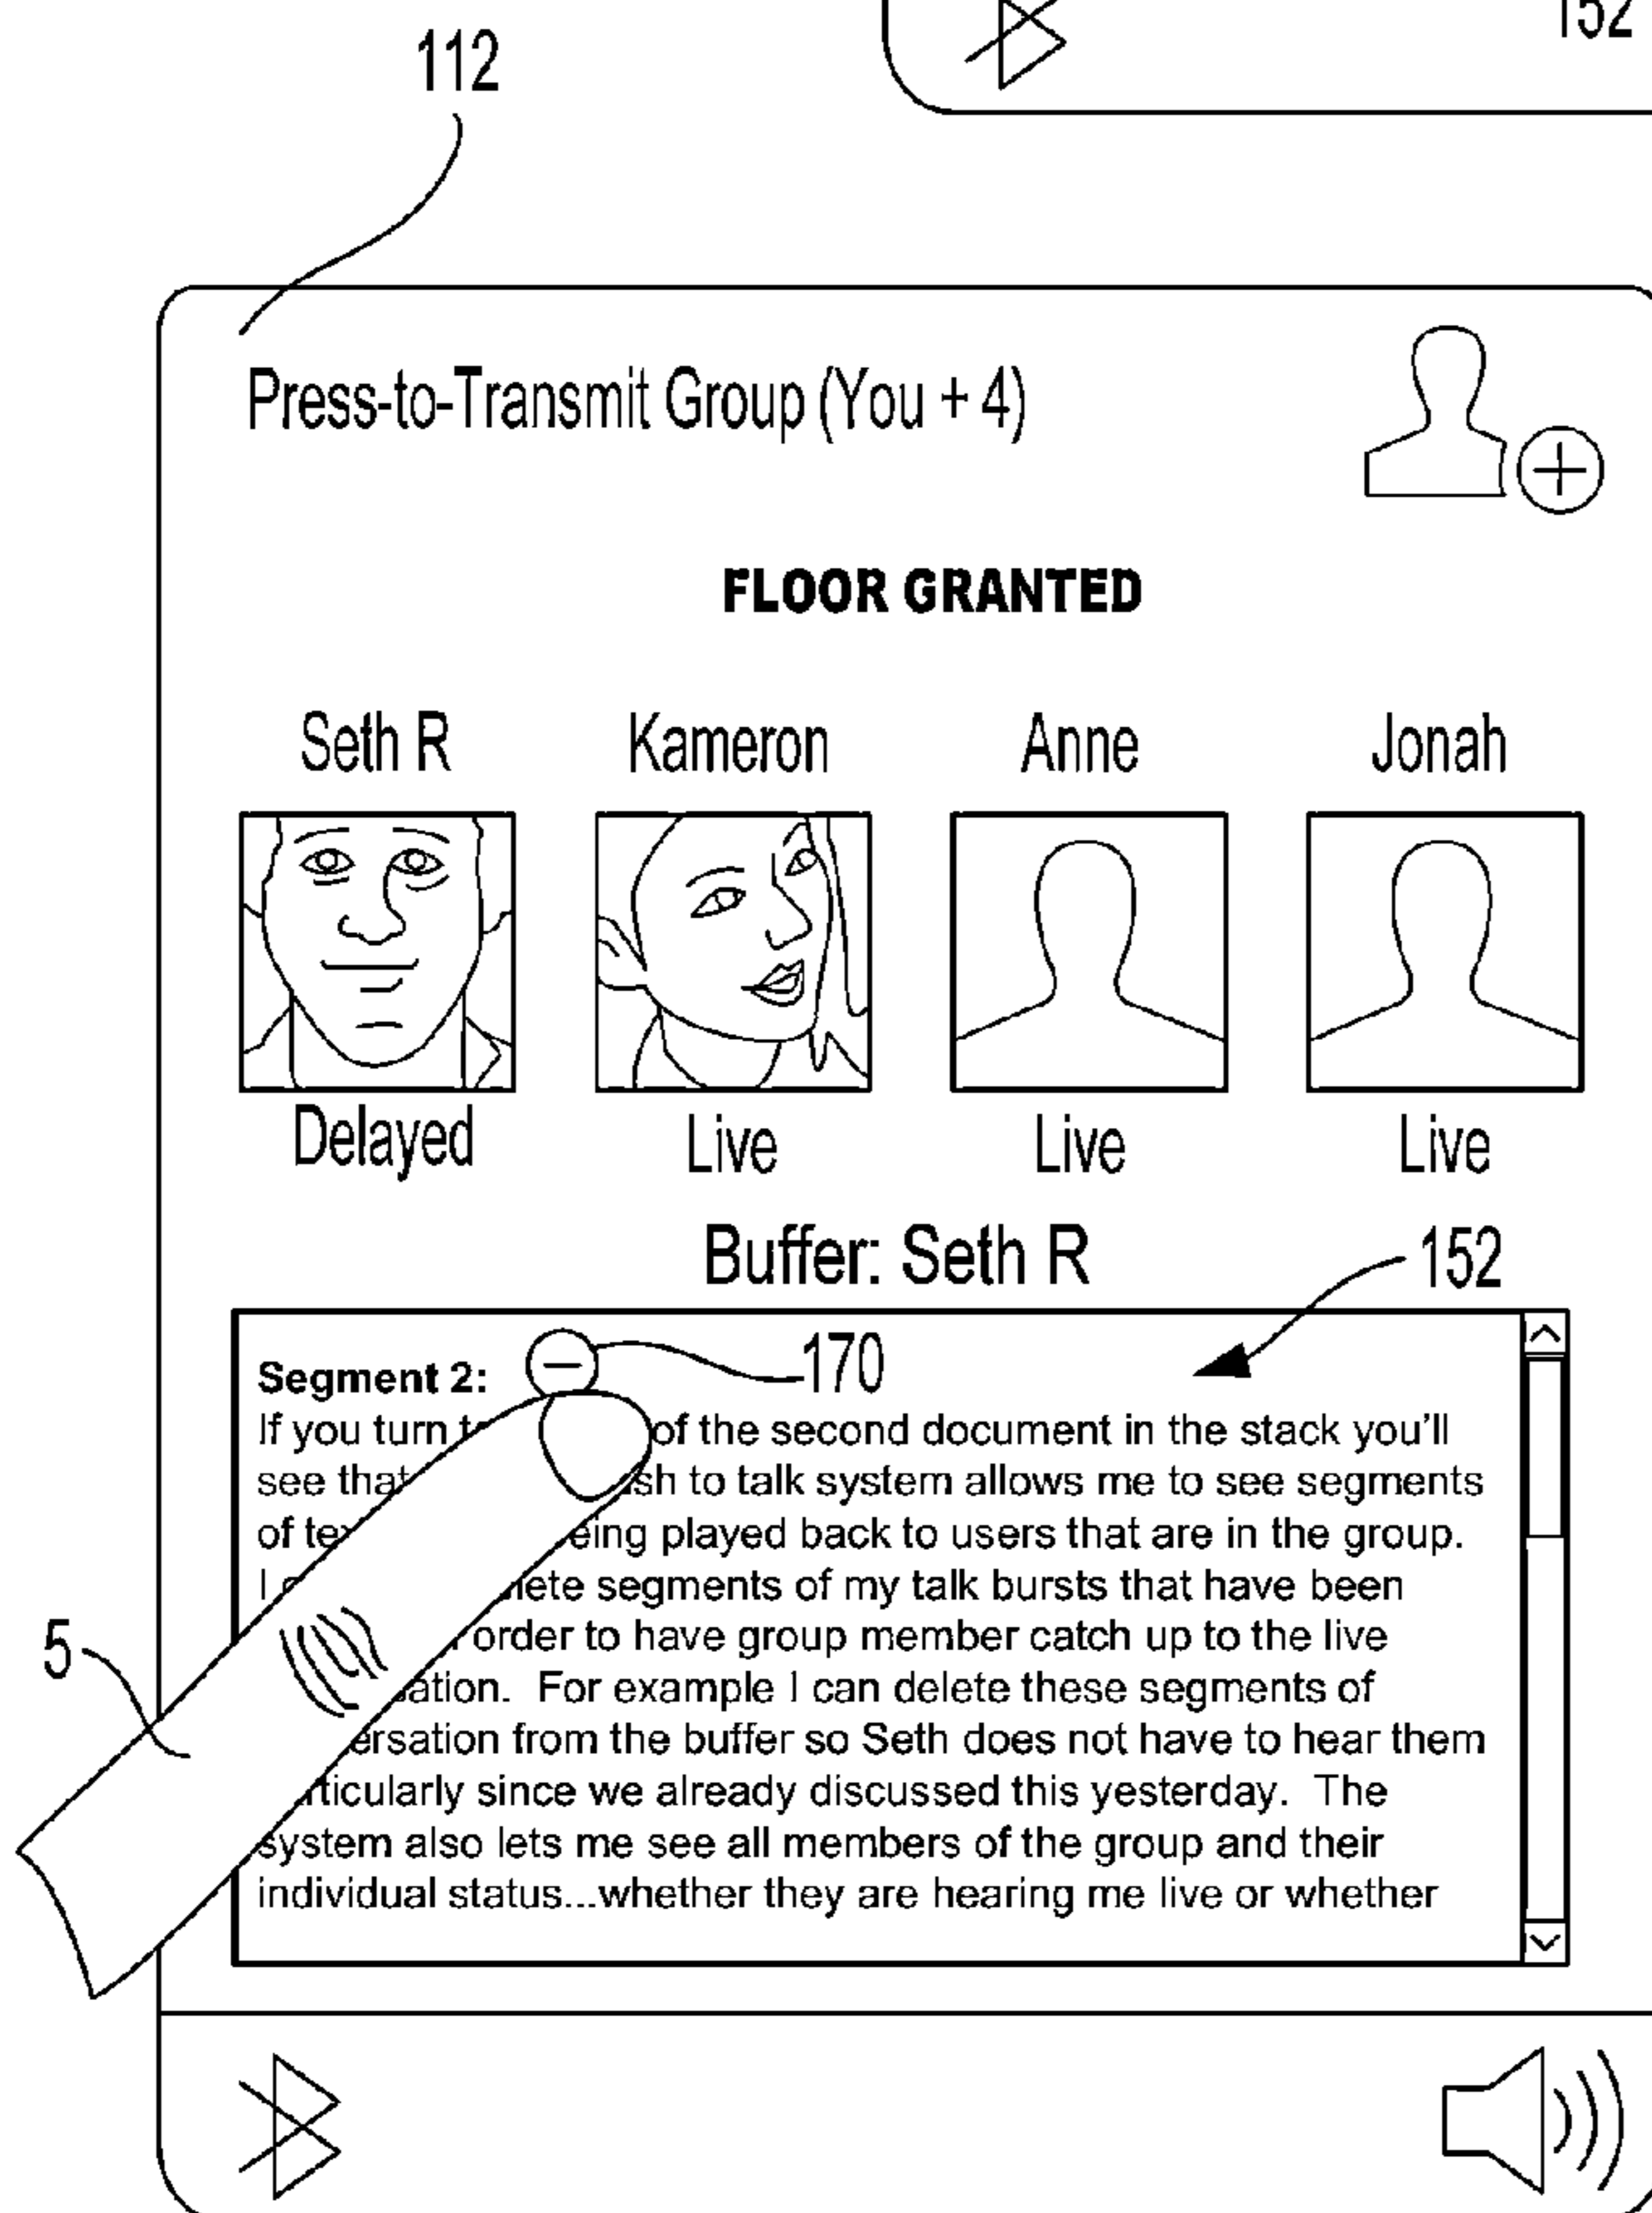 152
112
Press-to-Transmit Group (You + 4)
FLOOR GRANTED
Seth R Kameron Anne Jonah
Delayed Live Live Live
Buffer: Seth R
152
170
Segment 2:
If you turn of the second document in the stack you'll
see that to talk system allows me to see segments
of played back to users that are in the group.
I segments of my talk bursts that have been
order to have group member catch up to the live
For example I can delete these segments of
from the buffer so Seth does not have to hear them
since we already discussed this yesterday. The
system also lets me see all members of the group and their
individual status...whether they are hearing me live or whether
5